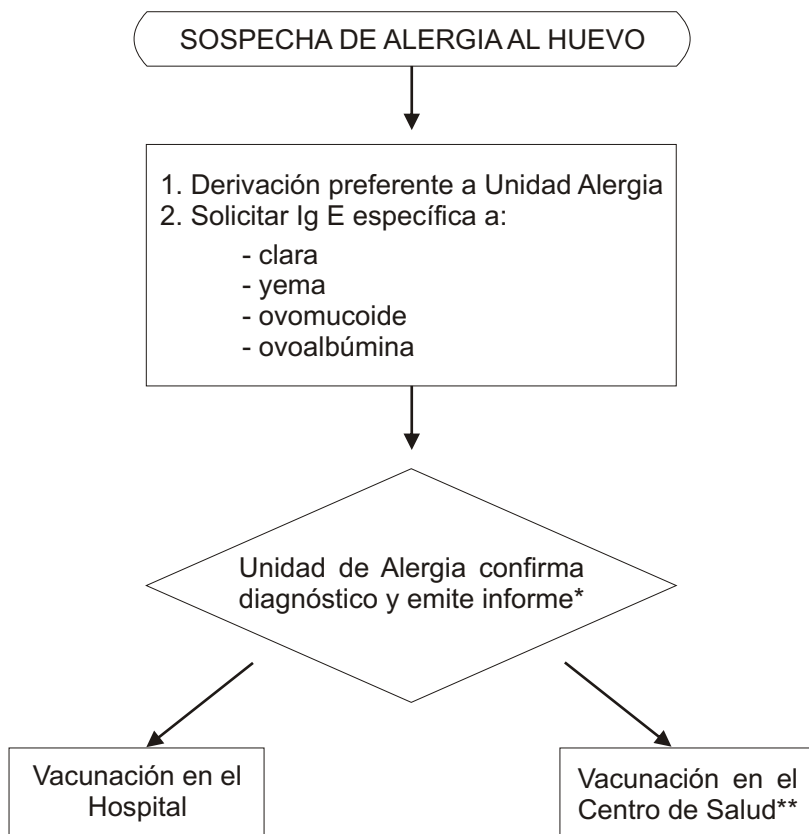 SOSPECHA DE ALERGIA AL HUEVO
1. Derivación preferente a Unidad Alergia
2. Solicitar Ig E específica a:
- clara
- yema
- ovomucoide
- ovoalbúmina
Unidad de Alergia confirma
diagnóstico y emite informe*
Vacunación en el
Hospital
Vacunación en el
Centro de Salud**